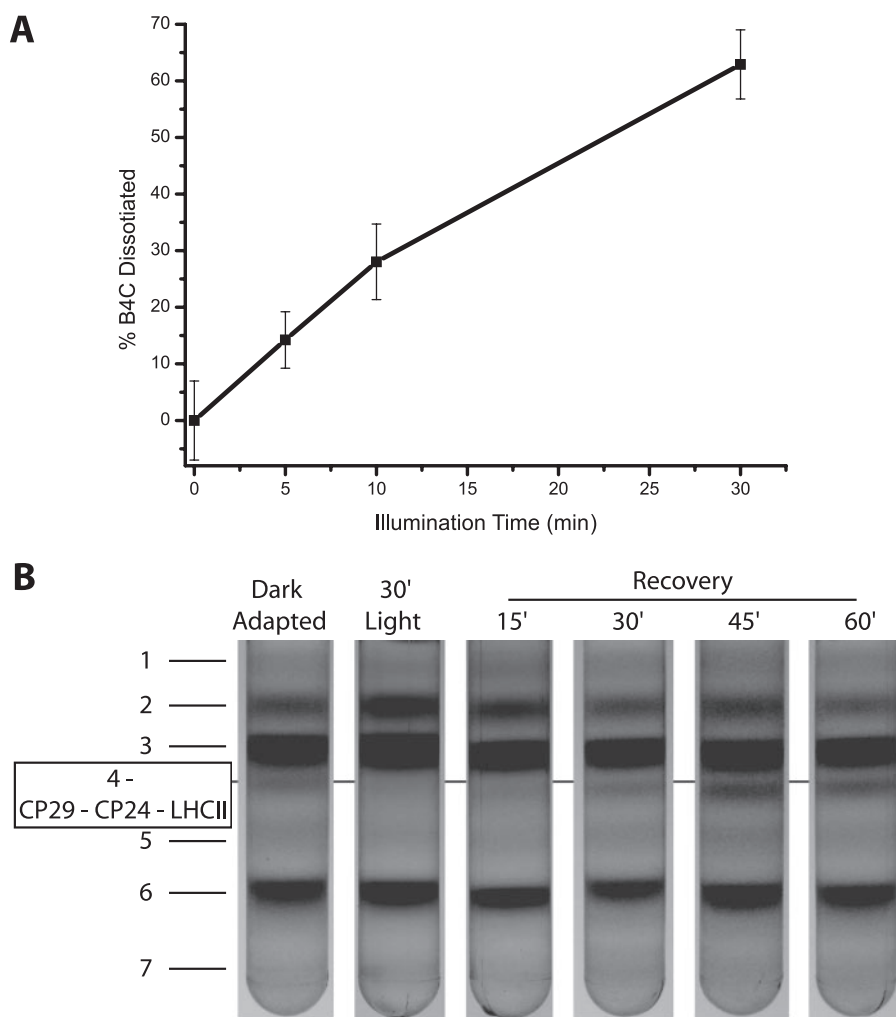 A
70
60
50
40
30
20
10
0
% B4C Dissotiated
0 5 10 15 20 25 30
Illumination Time (min)
B
Dark Adapted
30' Light
Recovery
15' 30' 45' 60'
1
2
3
4 -
CP29 - CP24 - LHCII
5
6
7